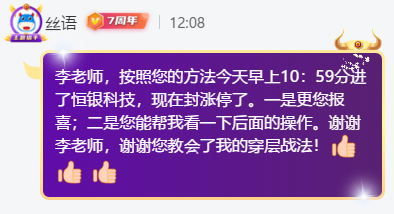 丝语 7周年 12:08
李老师，按照您的方法今天早上10：59分进
了恒银科技，现在封涨停了。一是更您报
喜；二是您能帮我看一下后面的操作。谢谢
李老师，谢谢您教会了我的穿层战法！